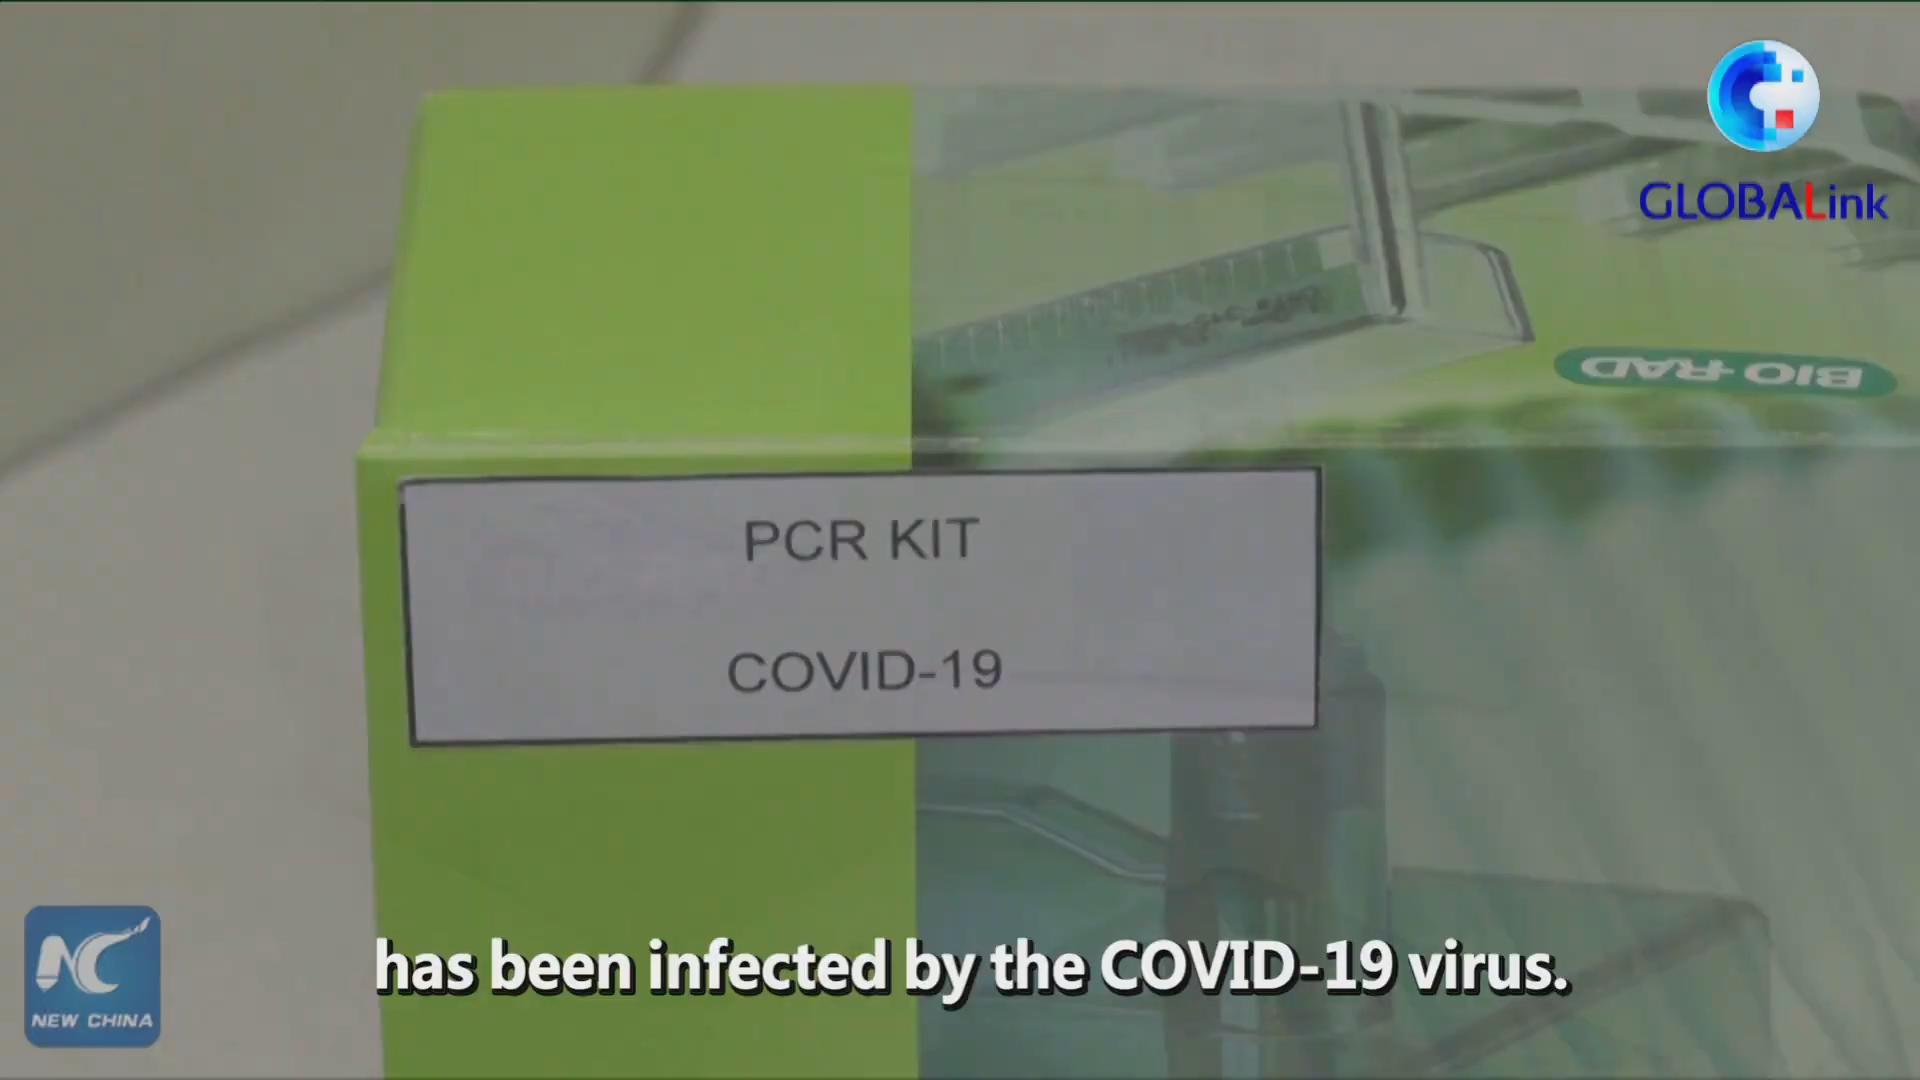 GLOBALink
BIO-RAD
PCR KIT
COVID-19
has been infected by the COVID-19 virus.
NEW CHINA